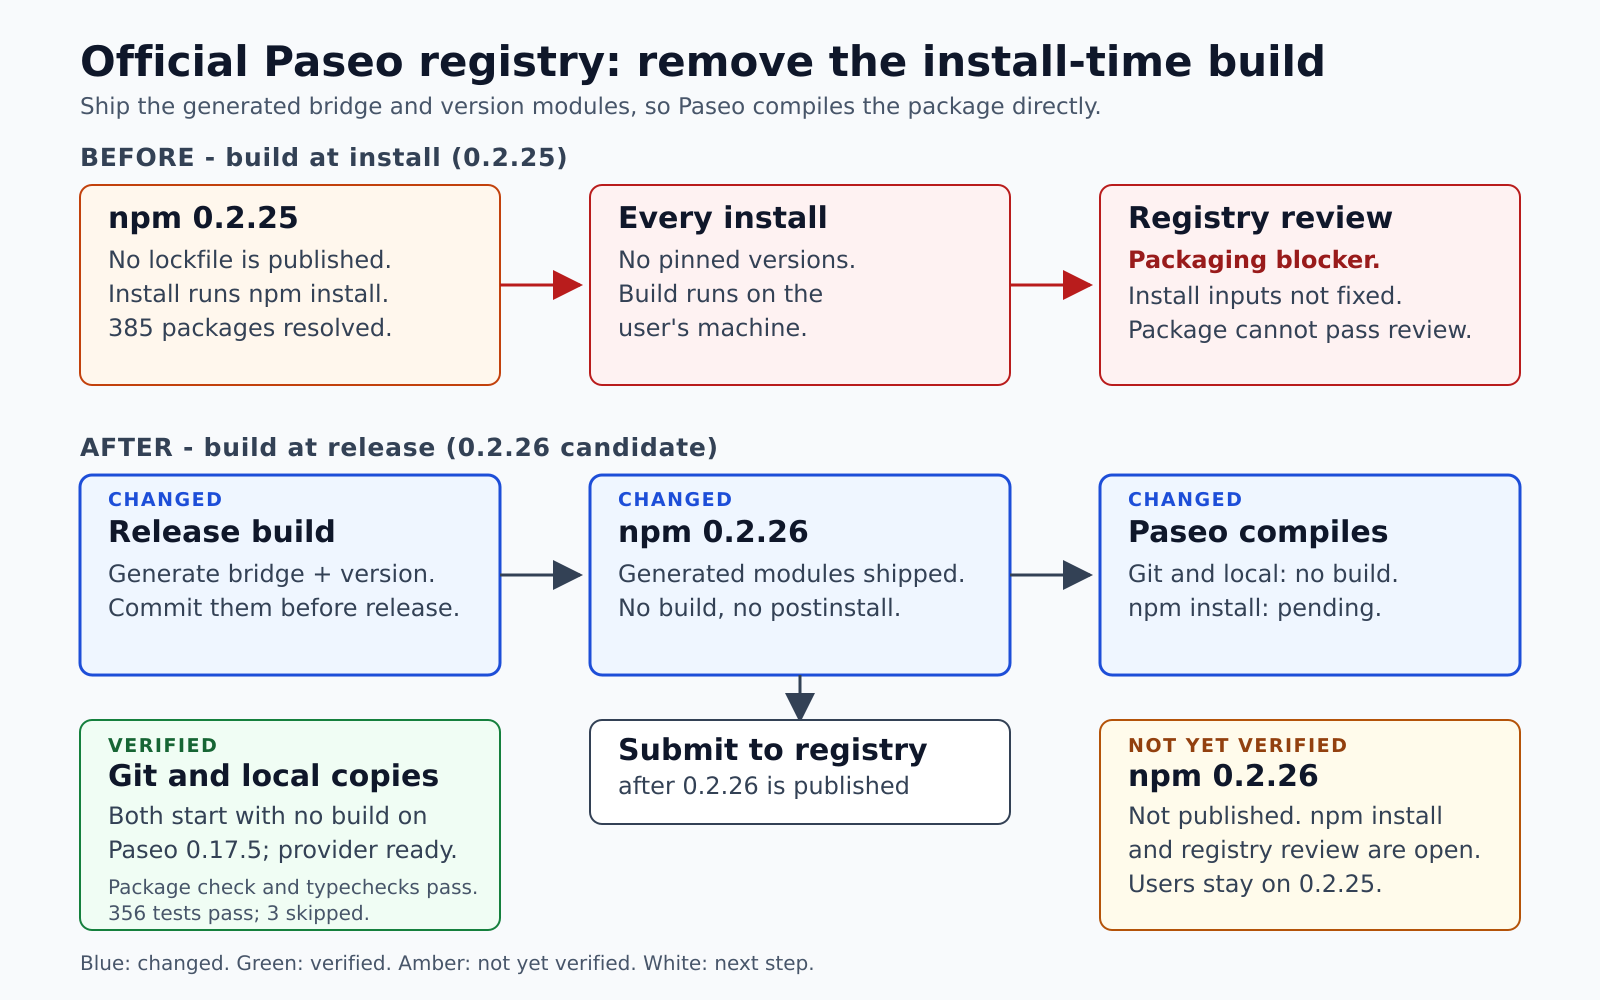 Official Paseo registry: remove the install-time build
Ship the generated bridge and version modules, so Paseo compiles the package directly.
BEFORE - build at install (0.2.25)
npm 0.2.25
No lockfile is published.
Install runs npm install.
385 packages resolved.
Every install
No pinned versions.
Build runs on the
user's machine.
Registry review
Packaging blocker.
Install inputs not fixed.
Package cannot pass review.
AFTER - build at release (0.2.26 candidate)
CHANGED
Release build
Generate bridge + version.
Commit them before release.
CHANGED
npm 0.2.26
Generated modules shipped.
No build, no postinstall.
CHANGED
Paseo compiles
Git and local: no build.
npm install: pending.
VERIFIED
Git and local copies
Both start with no build on
Paseo 0.17.5; provider ready.
Package check and typechecks pass.
356 tests pass; 3 skipped.
Submit to registry
after 0.2.26 is published
NOT YET VERIFIED
npm 0.2.26
Not published. npm install
and registry review are open.
Users stay on 0.2.25.
Blue: changed. Green: verified. Amber: not yet verified. White: next step.